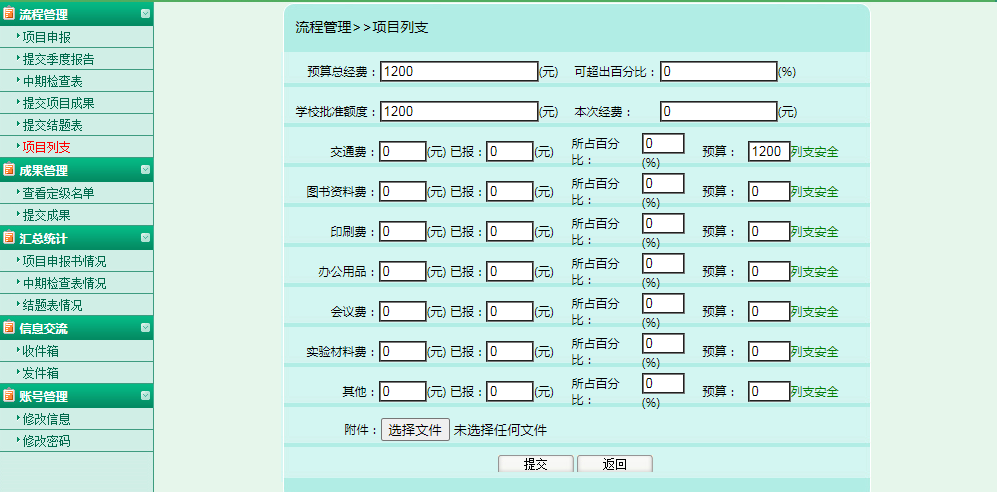 流程管理
项目申报
提交季度报告
中期检查表
提交项目成果
提交结题表
项目列支
成果管理
查看定级名单
提交成果
汇总统计
项目申报书情况
中期检查表情况
结题表情况
信息交流
收件箱
发件箱
账号管理
修改信息
修改密码
流程管理>>项目列支
预算总经费：1200(元) 可超出百分比：0(%)
学校批准额度：1200(元) 本次经费： 0(元)
交通费：0(元) 已报：0(元) 所占百分比：0(%) 预算： 1200列支安全
图书资料费：0(元) 已报：0(元) 所占百分比：0(%) 预算： 0列支安全
印刷费：0(元) 已报：0(元) 所占百分比：0(%) 预算： 0列支安全
办公用品：0(元) 已报：0(元) 所占百分比：0(%) 预算： 0列支安全
会议费：0(元) 已报：0(元) 所占百分比：0(%) 预算： 0列支安全
实验材料费：0(元) 已报：0(元) 所占百分比：0(%) 预算： 0列支安全
其他：0(元) 已报：0(元) 所占百分比：0(%) 预算： 0列支安全
附件：选择文件 未选择任何文件
提交 返回